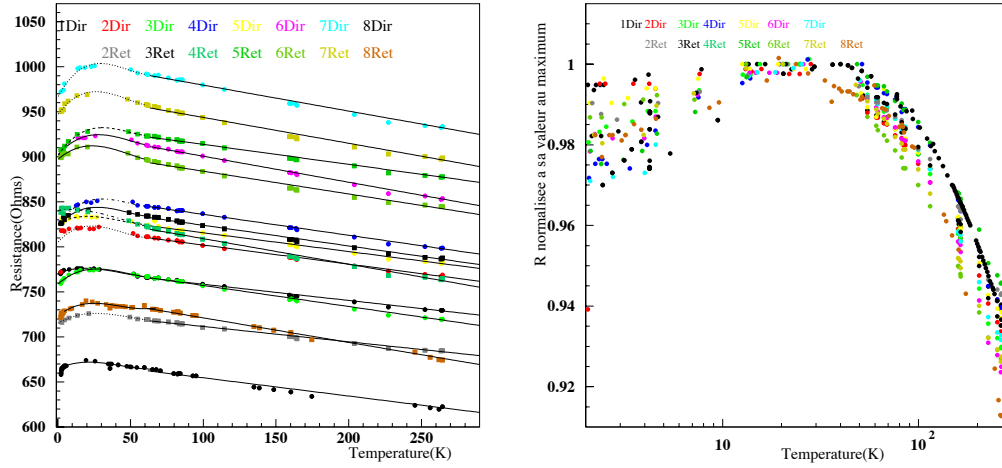 Resistance(Ohms)
1000
950
900
850
800
750
700
650
600
1Dir 2Dir 3Dir 4Dir 5Dir 6Dir 7Dir 8Dir
2Ret 3Ret 4Ret 5Ret 6Ret 7Ret 8Ret
0 50 100 150 200 250
Temperature(K)
R normalisee a sa valeur au maximum
1
0.98
0.96
0.94
0.92
1Dir 2Dir 3Dir 4Dir 5Dir 6Dir 7Dir
2Ret 3Ret 4Ret 5Ret 6Ret 7Ret 8Ret
10 10 2
Temperature(K)